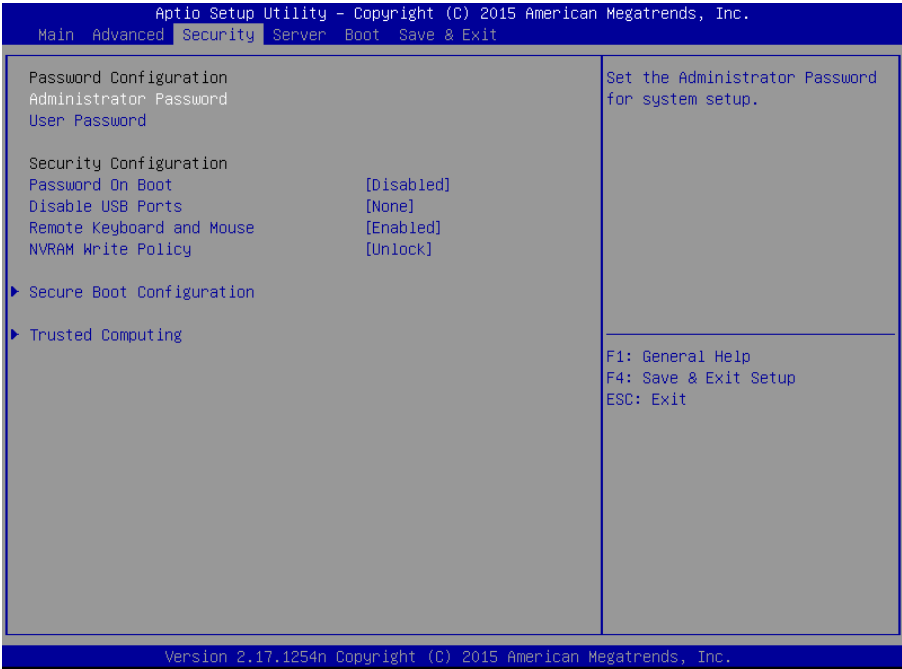 Aptio Setup Utility – Copyright (C) 2015 American Megatrends, Inc.
Main Advanced Security Server Boot Save & Exit
Password Configuration
Administrator Password
User Password
Security Configuration
Password On Boot [Disabled]
Disable USB Ports [None]
Remote Keyboard and Mouse [Enabled]
NVRAM Write Policy [Unlock]
Secure Boot Configuration
Trusted Computing
Set the Administrator Password
for system setup.
F1: General Help
F4: Save & Exit Setup
ESC: Exit
Version 2.17.1254n Copyright (C) 2015 American Megatrends, Inc.